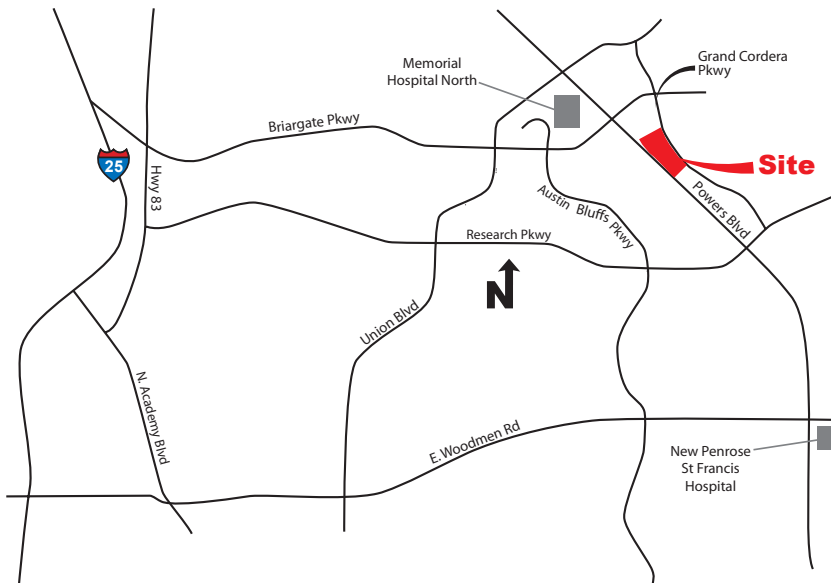 Memorial
Hospital North
Grand Cordera
Pkwy
Briargate Pkwy
25
Hwy 83
Site
Powers Blvd
Austin Bluffs Pkwy
Research Pkwy
N
Union Blvd
N. Academy Blvd
E. Woodmen Rd
New Penrose
St Francis
Hospital